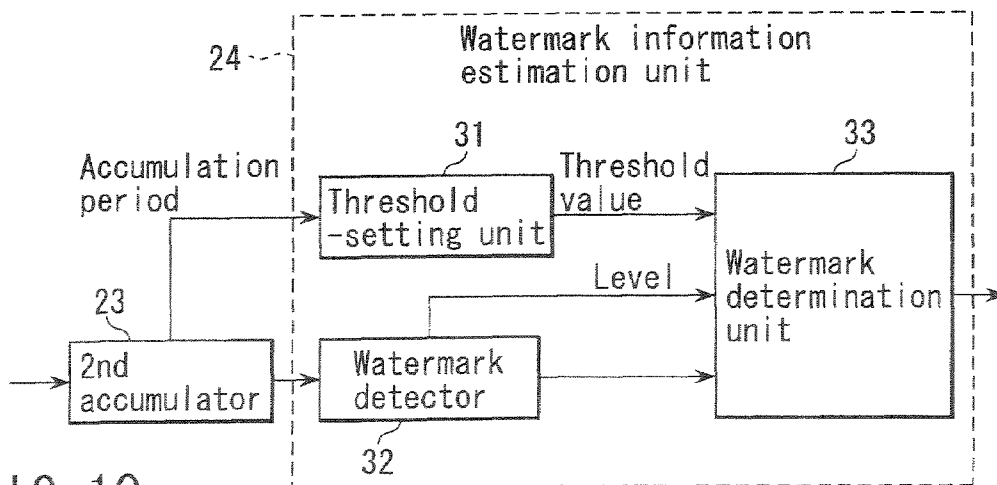 24
Watermark information
estimation unit
Accumulation
period
31
Threshold
-setting unit
Threshold
value
33
Level
Watermark
determination
unit
23
2nd
accumulator
Watermark
detector
32